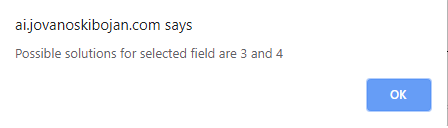 ai.jovanoskibojan.com says
Possible solutions for selected field are 3 and 4
OK